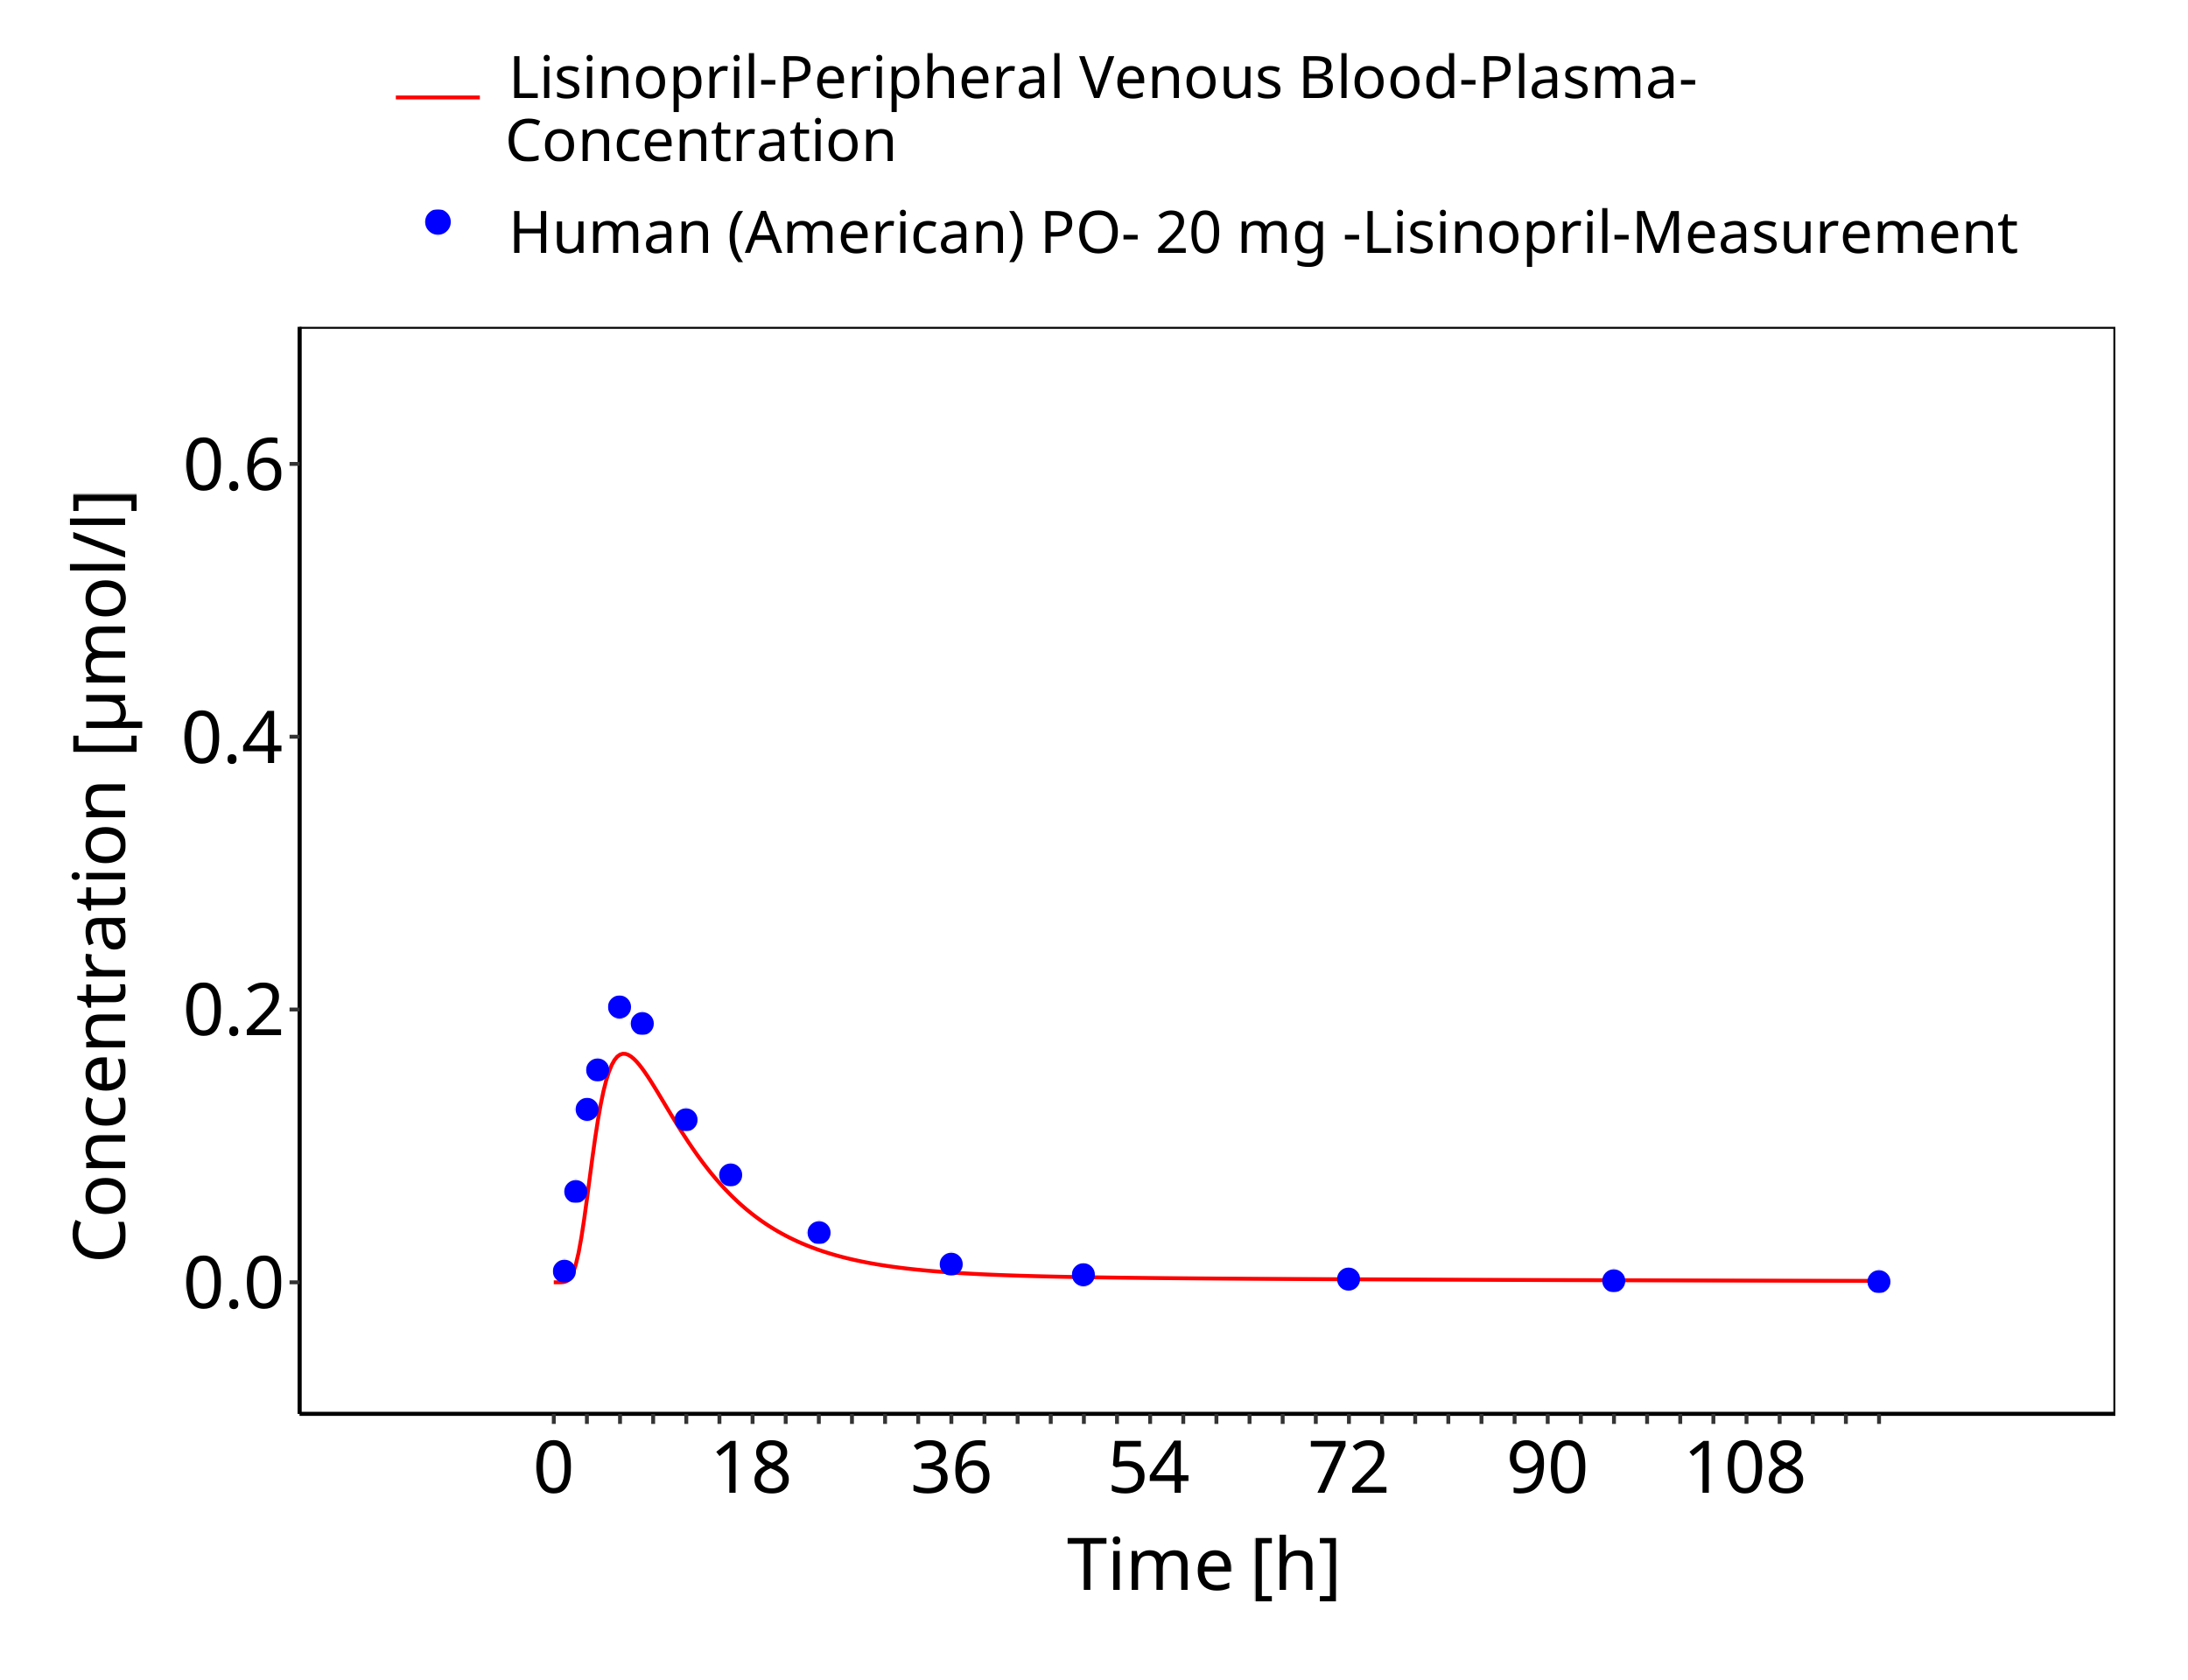 Lisinopril-Peripheral Venous Blood-Plasma-
Concentration
Human (American) PO- 20 mg -Lisinopril-Measurement
Concentration [µmol/l]
0.6
0.4
0.2
0.0
0 18 36 54 72 90 108
Time [h]